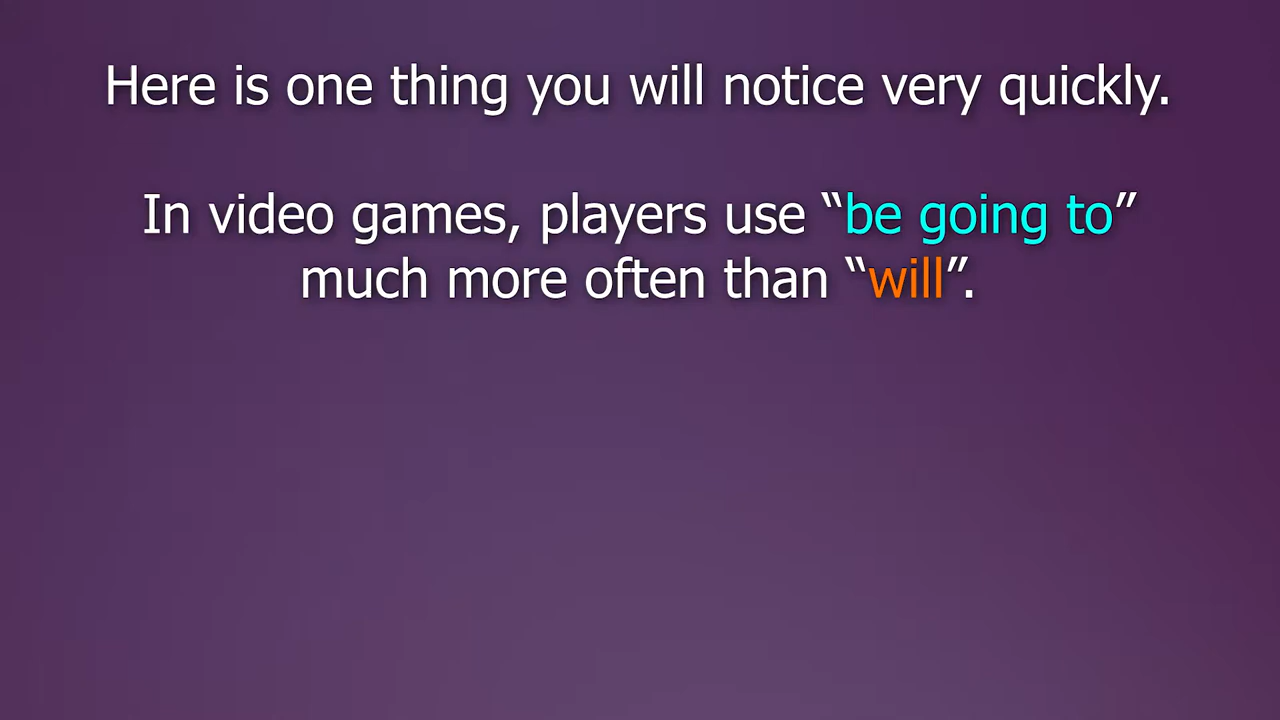 Here is one thing you will notice very quickly.
In video games, players use “be going to”
much more often than “will”.